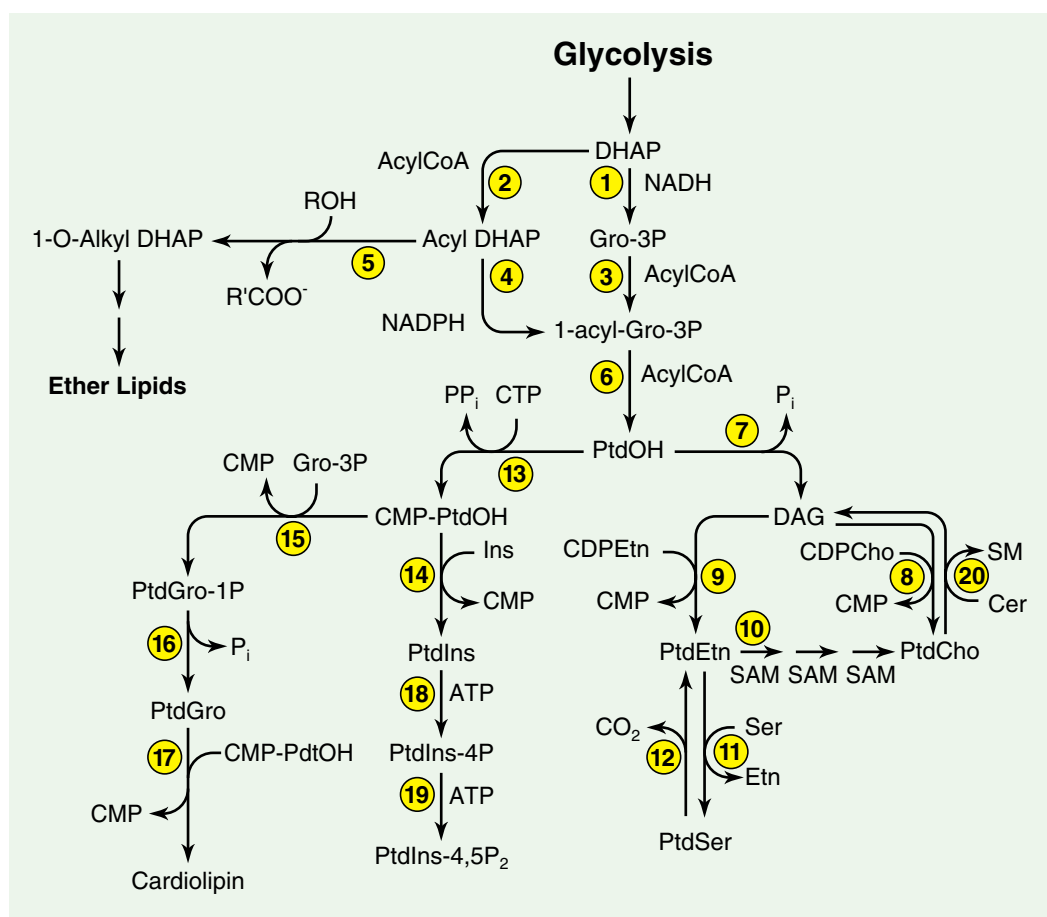 Glycolysis
DHAP
AcylCoA
2
1
NADH
ROH
1-O-Alkyl DHAP
Acyl DHAP
Gro-3P
5
4
3
AcylCoA
R'COO-
NADPH
1-acyl-Gro-3P
6
AcylCoA
Ether Lipids
PPi
CTP
Pi
7
PtdOH
CMP
Gro-3P
13
CMP-PtdOH
DAG
15
Ins
CDPEtn
CDPCho
SM
14
9
8
20
PtdGro-1P
CMP
CMP
CMP
Cer
16
Pi
PtdIns
PtdEtn
10
PtdCho
SAM
SAM
SAM
18
ATP
PtdGro
CO2
Ser
17
CMP-PdtOH
PtdIns-4P
12
11
Etn
19
ATP
CMP
PtdSer
PtdIns-4,5P2
Cardiolipin